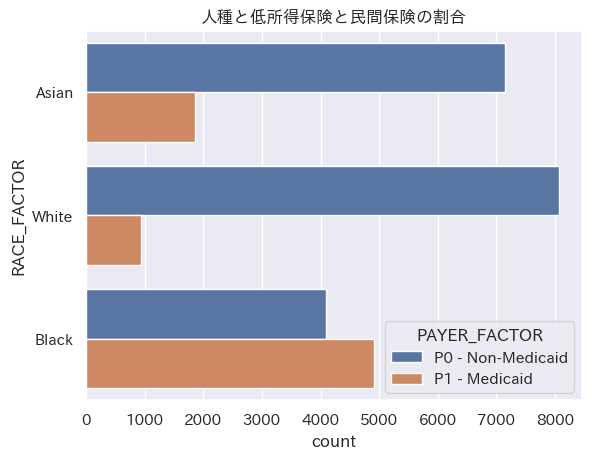 人種と低所得保険と民間保険の割合
RACE_FACTOR
Asian
White
Black
PAYER_FACTOR
P0 - Non-Medicaid
P1 - Medicaid
0 1000 2000 3000 4000 5000 6000 7000 8000
count